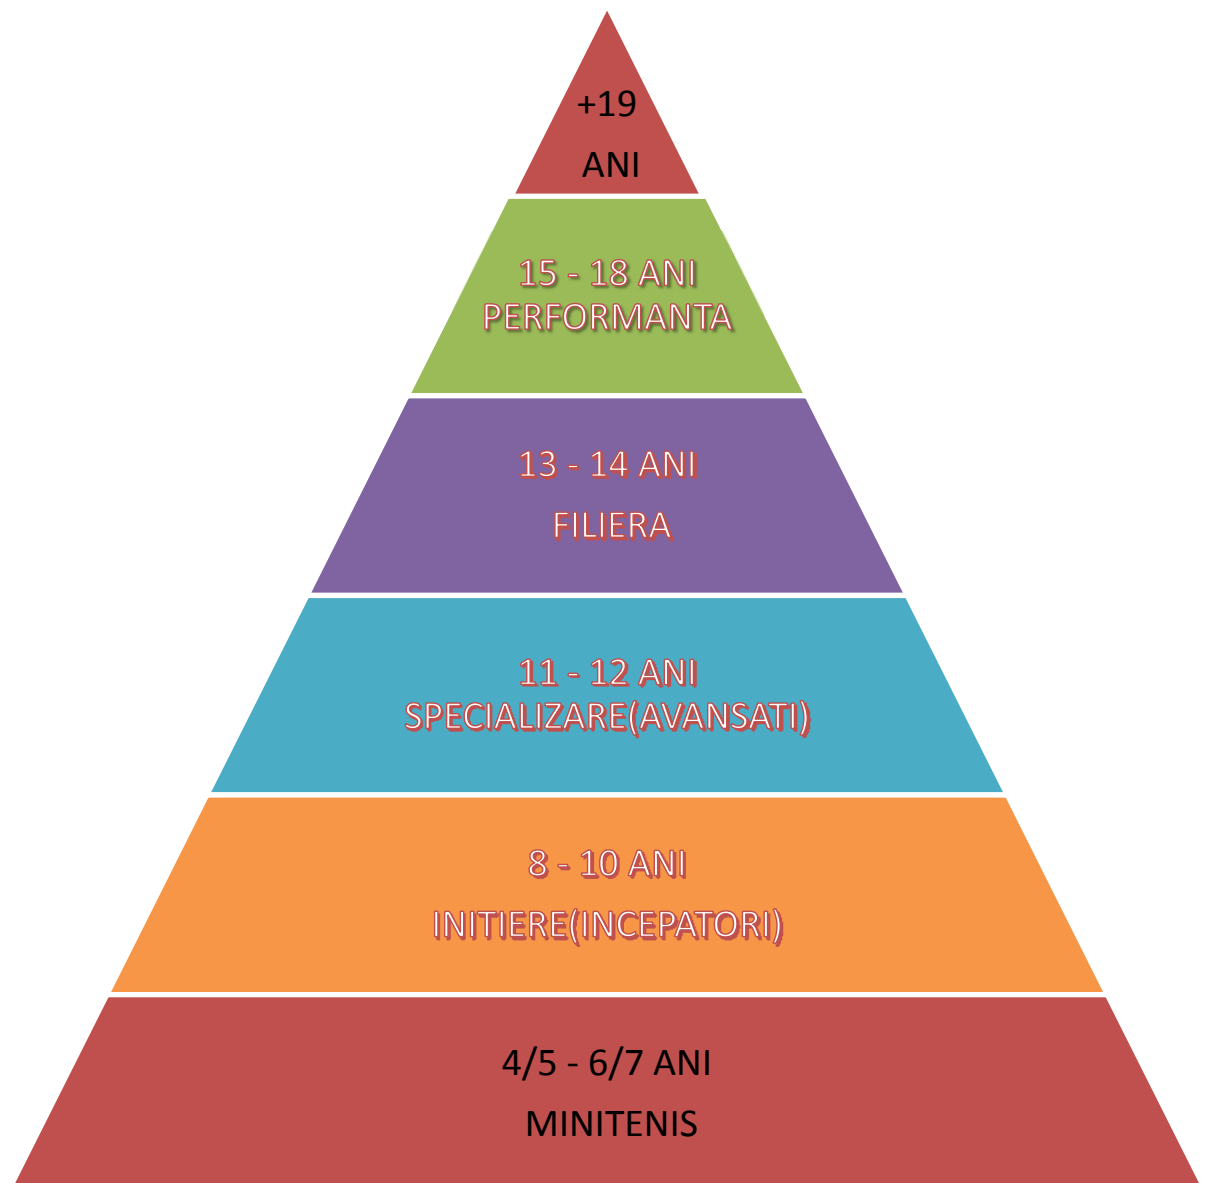 +19
ANI
15 - 18 ANI
PERFORMANTA
13 - 14 ANI
FILIERA
11 - 12 ANI
SPECIALIZARE(AVANSATI)
8 - 10 ANI
INITIERE(INCEPATORI)
4/5 - 6/7 ANI
MINITENIS